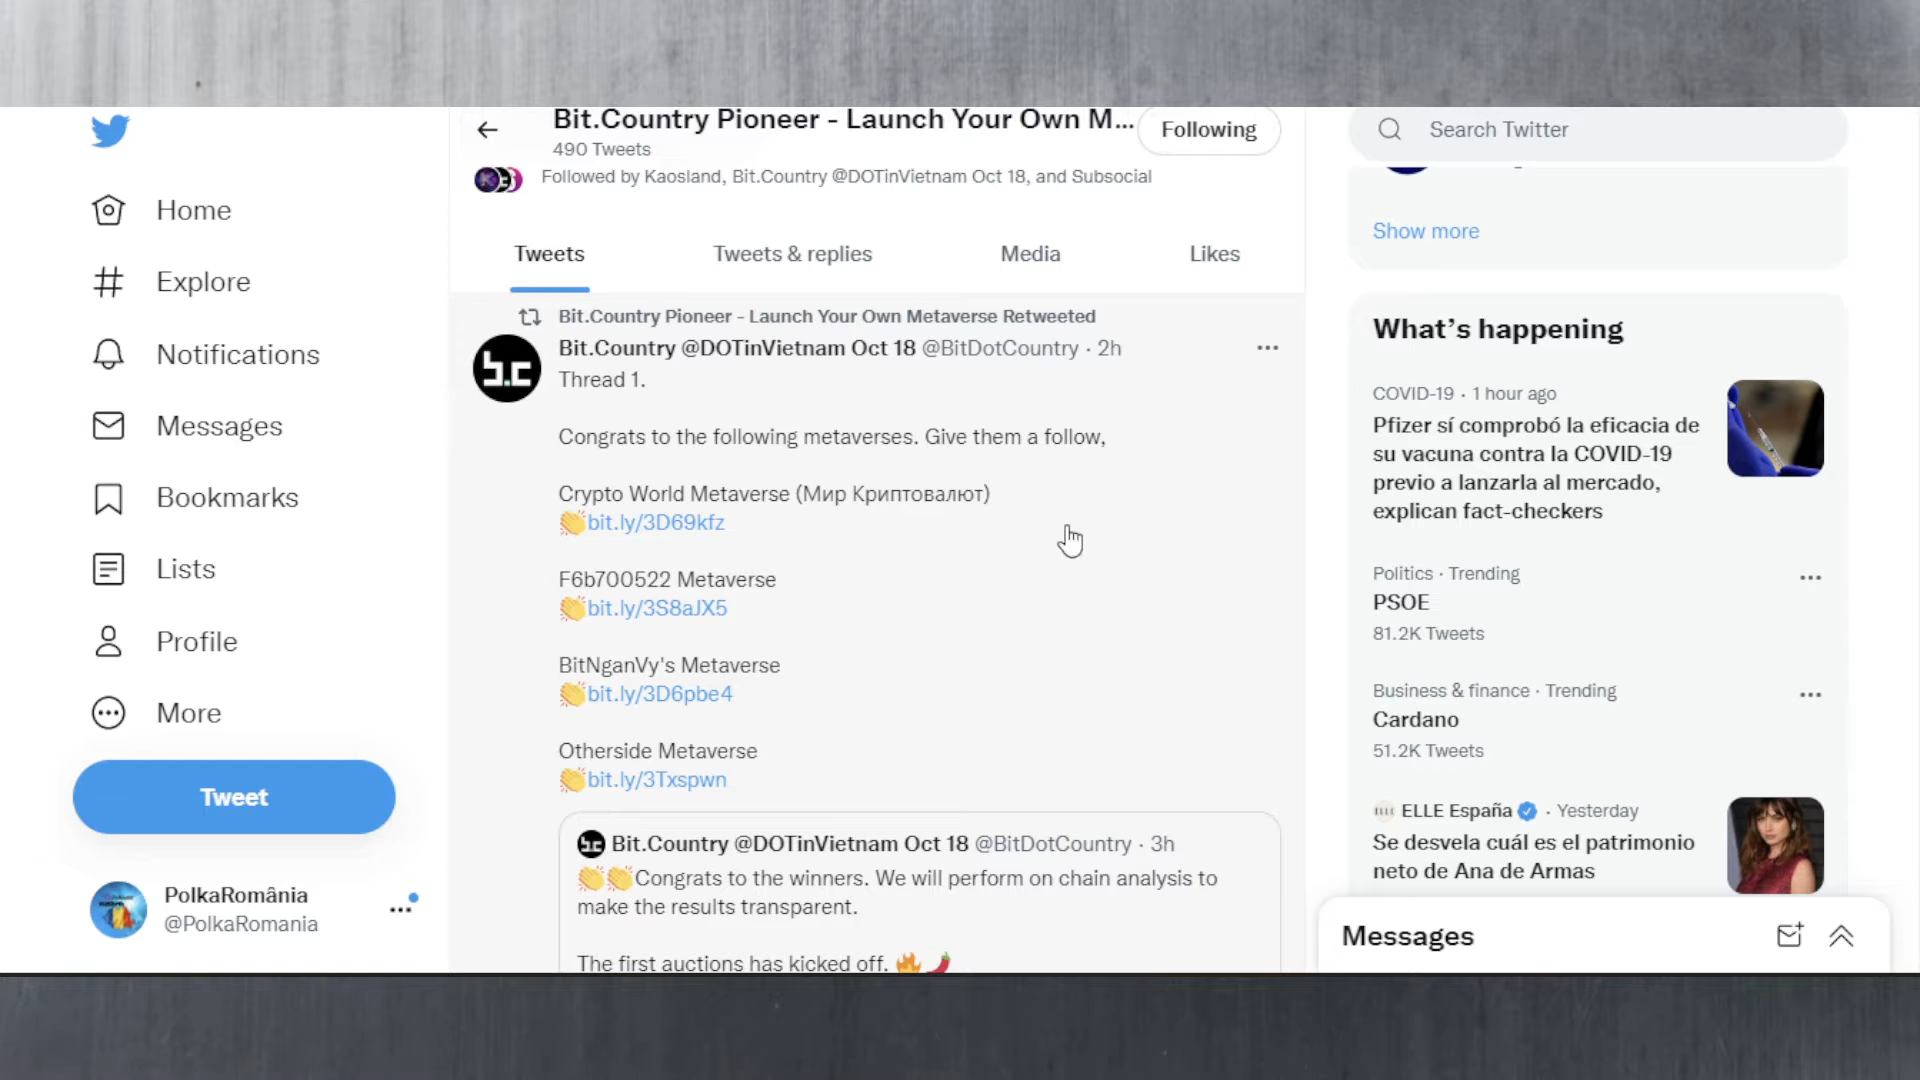 Bit.Country Pioneer - Launch Your Own M...
490 Tweets
Following
Followed by Kaosland, Bit.Country @DOTinVietnam Oct 18, and Subsocial
Tweets
Tweets & replies
Media
Likes
Home
Explore
Notifications
Messages
Bookmarks
Lists
Profile
More
Tweet
PolkaRomânia
@PolkaRomania
Bit.Country Pioneer - Launch Your Own Metaverse Retweeted
Bit.Country @DOTinVietnam Oct 18 @BitDotCountry · 2h
Thread 1.
Congrats to the following metaverses. Give them a follow,
Crypto World Metaverse (Мир Криптовалют)
👏bit.ly/3D69kfz
F6b700522 Metaverse
👏bit.ly/3S8aJX5
BitNganVy's Metaverse
👏bit.ly/3D6pbe4
Otherside Metaverse
👏bit.ly/3Txspwn
Bit.Country @DOTinVietnam Oct 18 @BitDotCountry · 3h
👏👏Congrats to the winners. We will perform on chain analysis to
make the results transparent.
The first auctions has kicked off. 🔥🌶️
Search Twitter
Show more
What's happening
COVID-19 · 1 hour ago
Pfizer sí comprobó la eficacia de
su vacuna contra la COVID-19
previo a lanzarla al mercado,
explican fact-checkers
Politics · Trending
PSOE
81.2K Tweets
Business & finance · Trending
Cardano
51.2K Tweets
ELLE España · Yesterday
Se desvela cuál es el patrimonio
neto de Ana de Armas
Messages